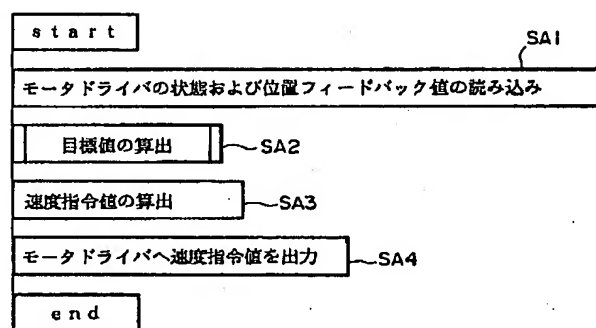 start
SA1
モータドライバの状態および位置フィードバック値の読み込み
目標値の算出 SA2
速度指令値の算出 SA3
モータドライバへ速度指令値を出力 SA4
end